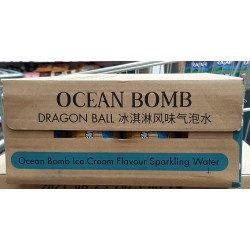 OCEAN BOMB
DRAGON BALL 冰淇淋风味气泡水
Ocean Bomb Ice Cream Flavour Sparkling Water